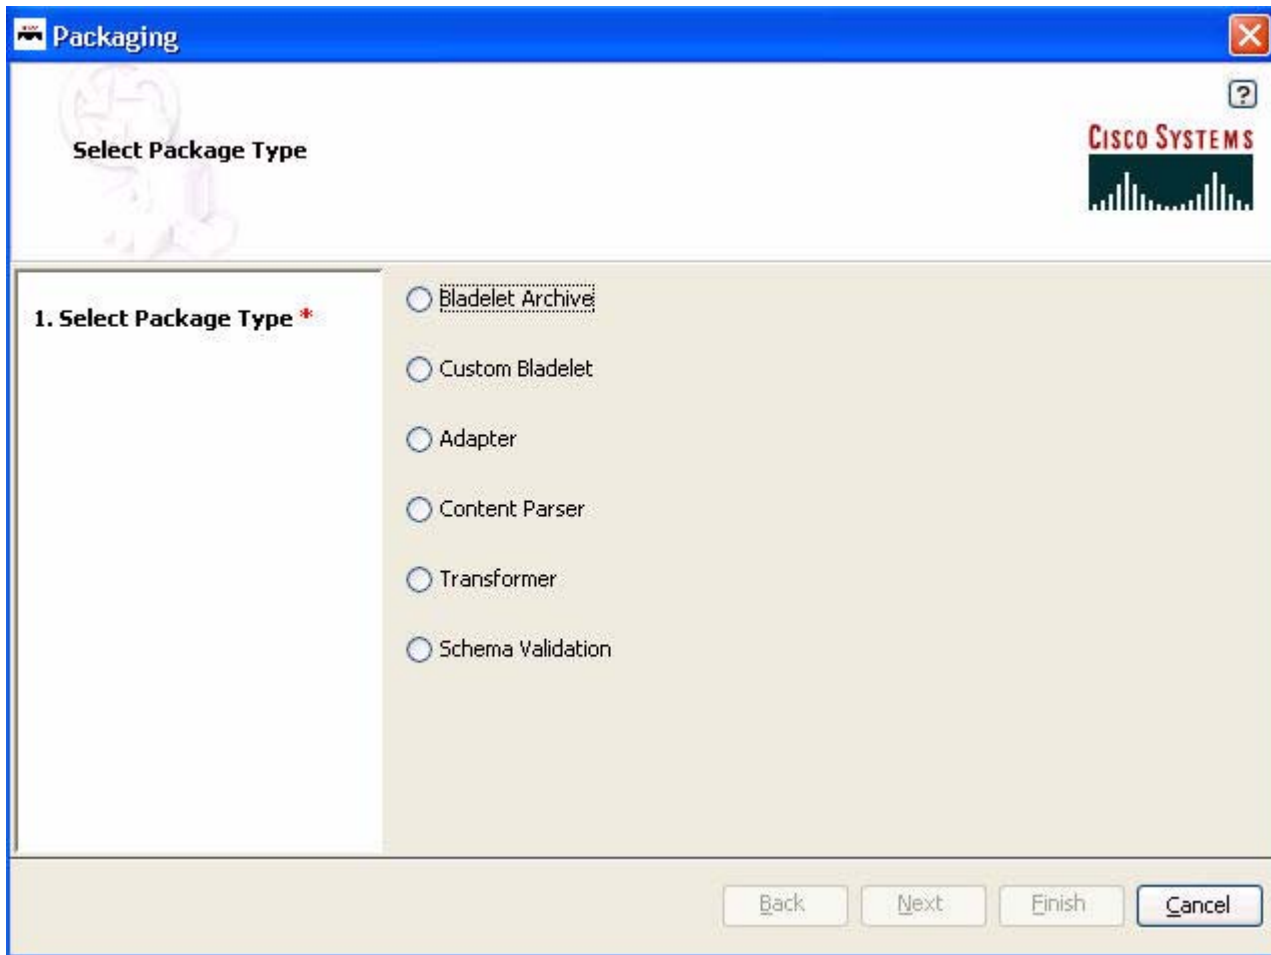 Packaging
?
Select Package Type
CISCO SYSTEMS
1. Select Package Type *
Bladelet Archive
Custom Bladelet
Adapter
Content Parser
Transformer
Schema Validation
Back Next Finish Cancel